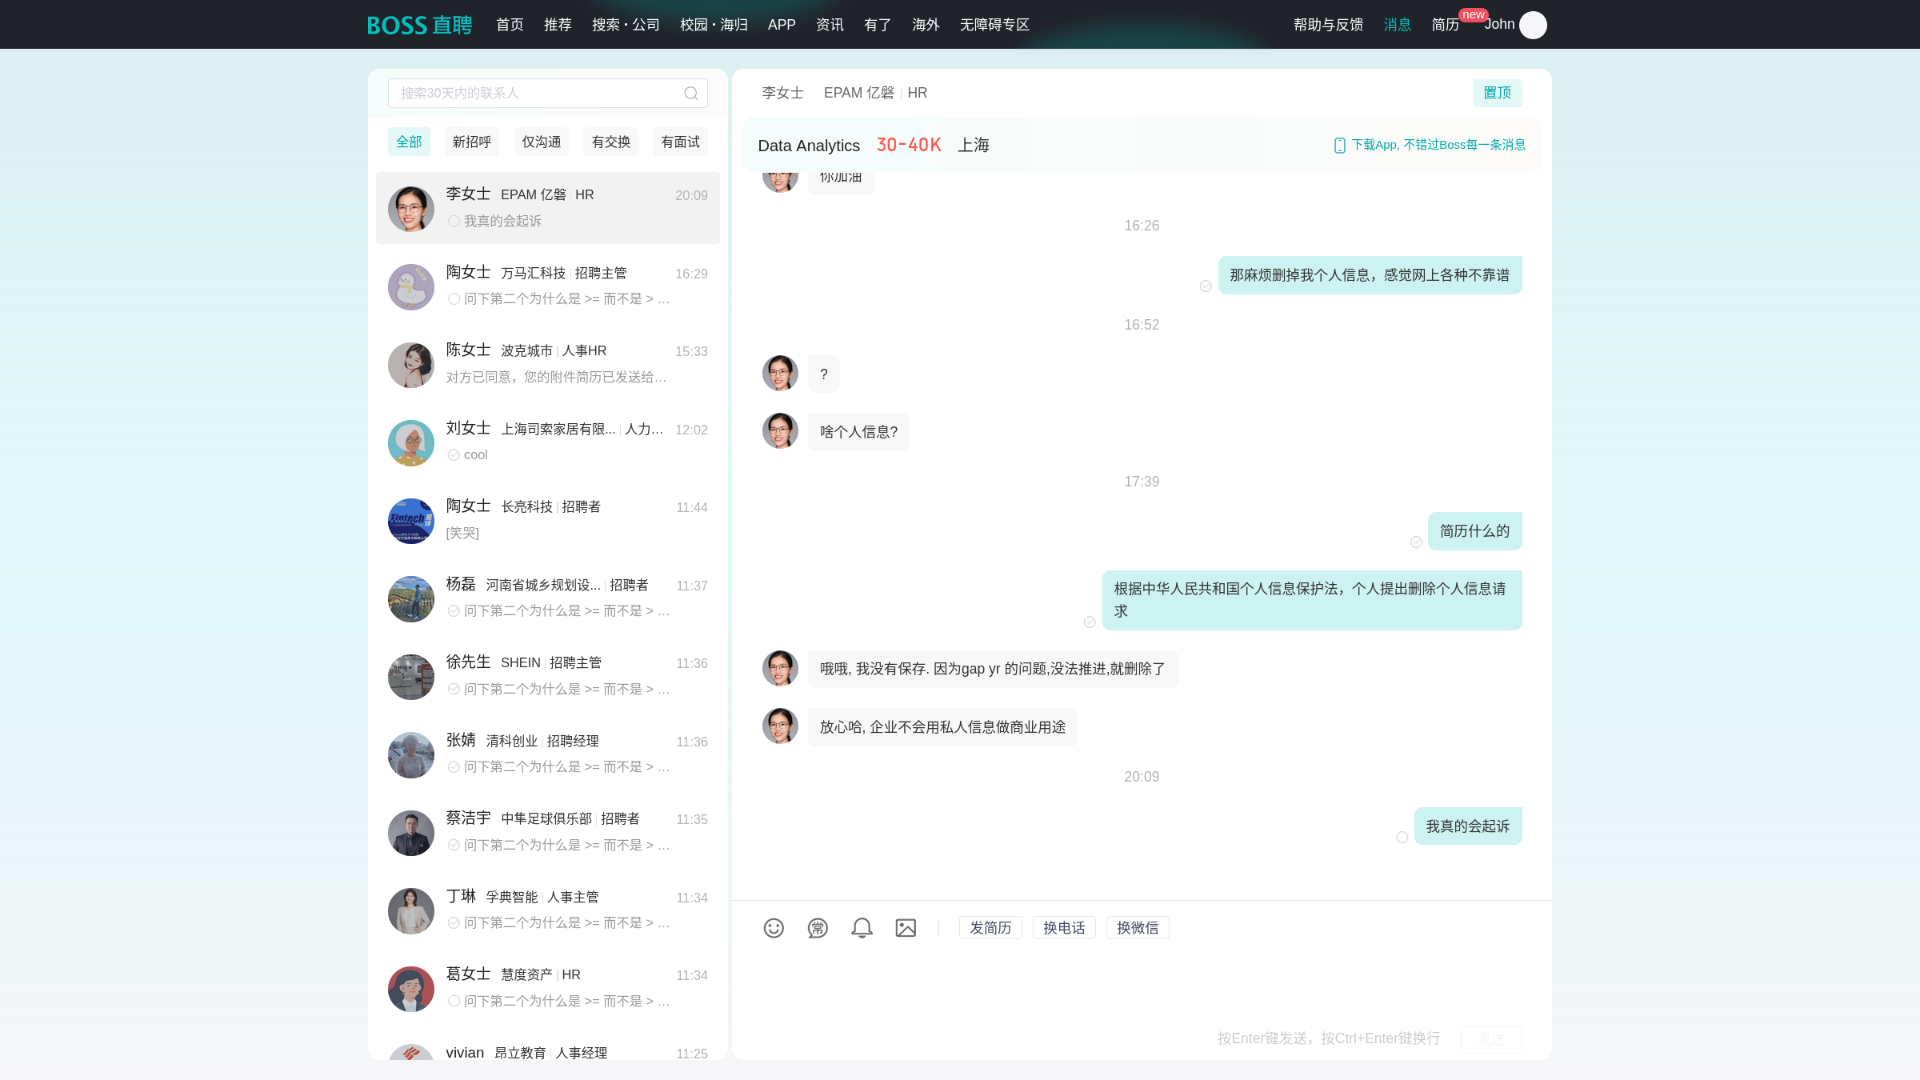 BOSS 直聘 首页 推荐 搜索·公司 校园·海归 APP 资讯 有了 海外 无障碍专区 帮助与反馈 消息 简历 new John
搜索30天内的联系人
全部 新招呼 仅沟通 有交换 有面试
李女士 EPAM 亿磐 HR 20:09
我真的会起诉
陶女士 万马汇科技 招聘主管 16:29
问下第二个为什么是 >= 而不是 > …
陈女士 波克城市 人事HR 15:33
对方已同意，您的附件简历已发送给…
刘女士 上海司索家居有限... 人力… 12:02
cool
陶女士 长亮科技 招聘者 11:44
[笑哭]
杨磊 河南省城乡规划设... 招聘者 11:37
问下第二个为什么是 >= 而不是 > …
徐先生 SHEIN 招聘主管 11:36
问下第二个为什么是 >= 而不是 > …
张婧 清科创业 招聘经理 11:36
问下第二个为什么是 >= 而不是 > …
蔡洁宇 中隼足球俱乐部 招聘者 11:35
问下第二个为什么是 >= 而不是 > …
丁琳 孚典智能 人事主管 11:34
问下第二个为什么是 >= 而不是 > …
葛女士 慧度资产 HR 11:34
问下第二个为什么是 >= 而不是 > …
vivian 昂立教育 人事经理 11:25
李女士 EPAM 亿磐 HR 置顶
Data Analytics 30-40K 上海 下载App, 不错过Boss每一条消息
你加油
16:26
那麻烦删掉我个人信息，感觉网上各种不靠谱
16:52
?
啥个人信息?
17:39
简历什么的
根据中华人民共和国个人信息保护法，个人提出删除个人信息请
求
哦哦, 我没有保存. 因为gap yr 的问题,没法推进,就删除了
放心哈, 企业不会用私人信息做商业用途
20:09
我真的会起诉
常 发简历 换电话 换微信
按Enter键发送，按Ctrl+Enter键换行 发送